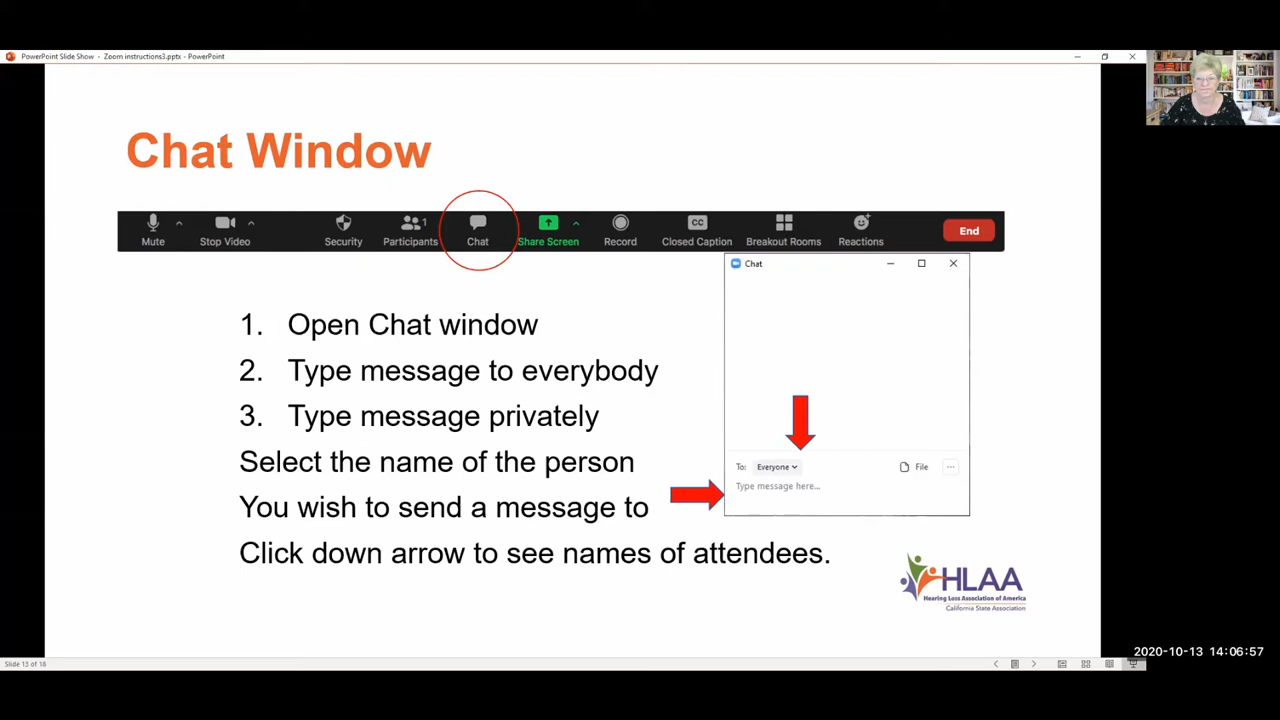 PowerPoint Slide Show - Zoom instructions3.pptx - PowerPoint
Chat Window
Mute
Stop Video
Security
Participants
1
Chat
Share Screen
Record
CC
Closed Caption
Breakout Rooms
Reactions
End
Chat
1. Open Chat window
2. Type message to everybody
3. Type message privately
Select the name of the person
You wish to send a message to
Click down arrow to see names of attendees.
To: Everyone
File
Type message here...
HLAA
Hearing Loss Association of America
California State Association
2020-10-13 14:06:57
Slide 13 of 18